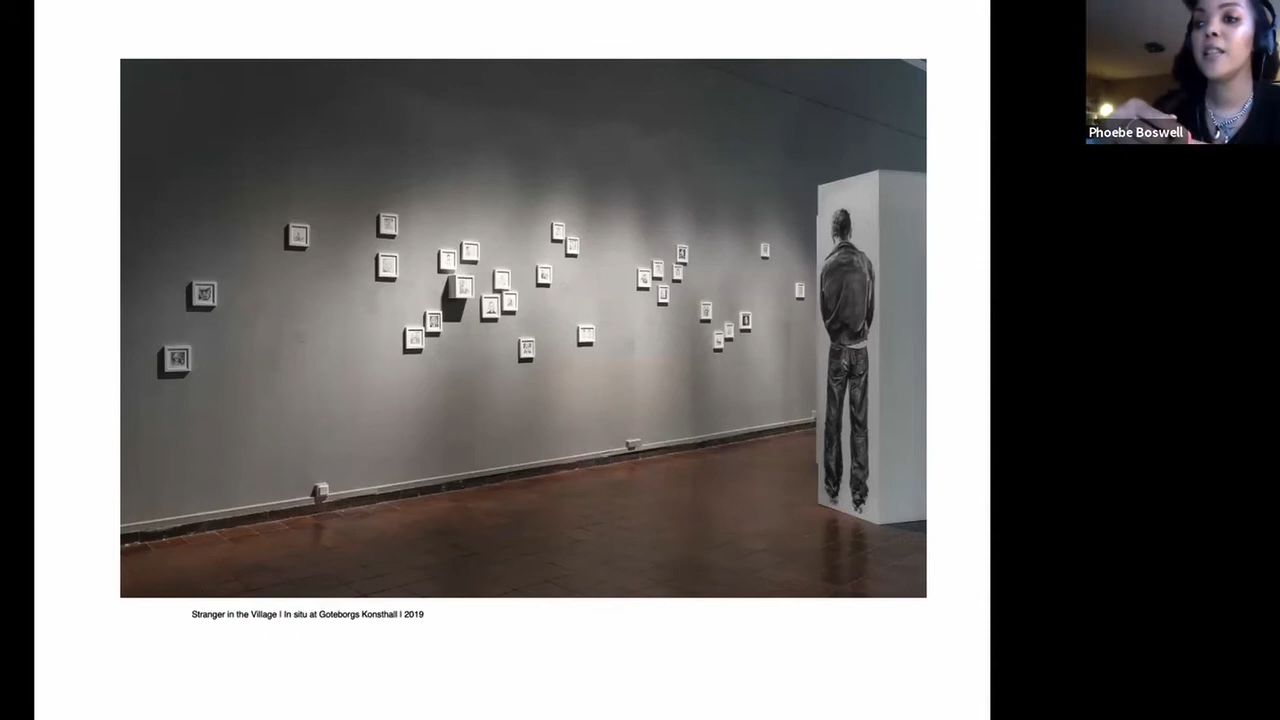 Phoebe Boswell
Stranger in the Village | In situ at Goteborgs Konsthall | 2019